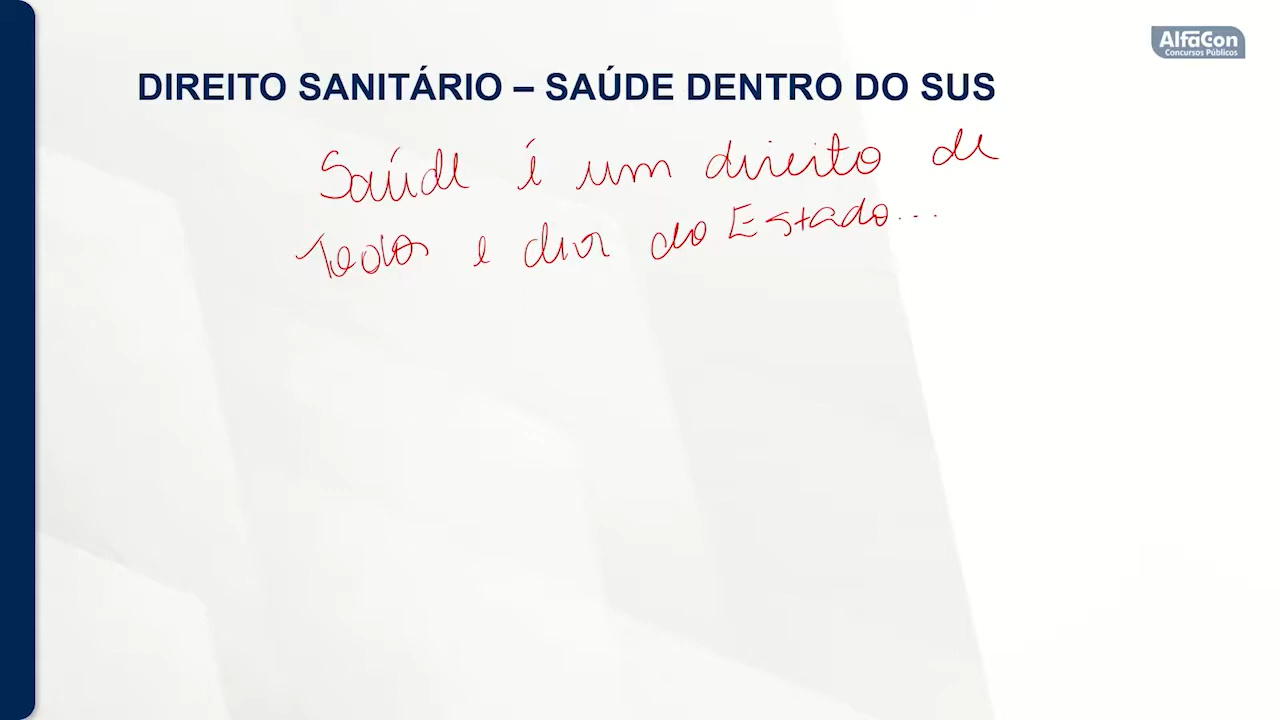 AlfaCon
Concursos Públicos
DIREITO SANITÁRIO – SAÚDE DENTRO DO SUS
Saúde é um direito de
Todos e dever do Estado...